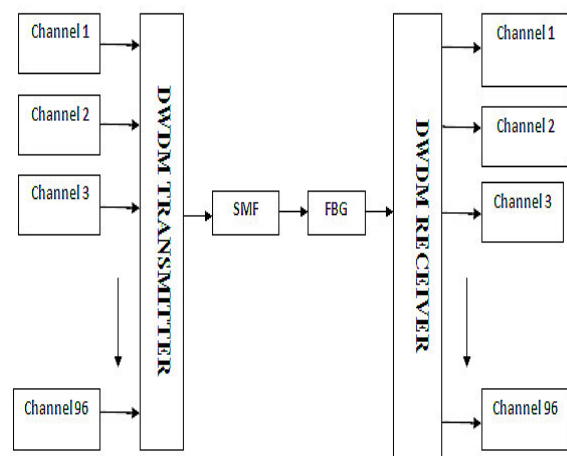 Channel 1
Channel 2
Channel 3
Channel 96
DWDM TRANSMITTER
SMF
FBG
DWDM RECEIVER
Channel 1
Channel 2
Channel 3
Channel 96